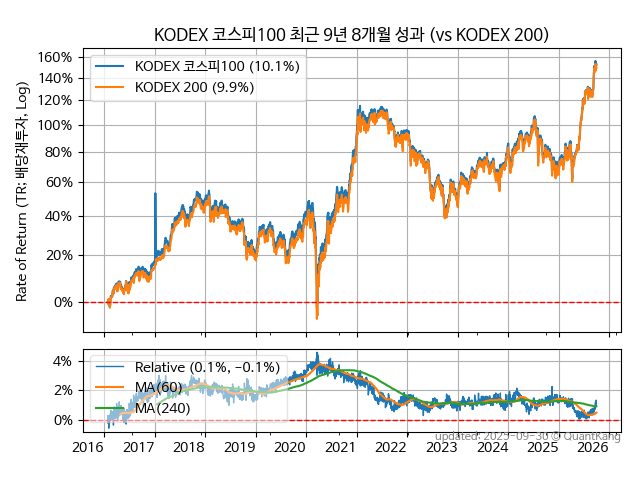 KODEX 코스피100 최근 9년 8개월 성과 (vs KODEX 200)
Rate of Return (TR: 배당재투자, Log)
160%
140%
120%
100%
80%
60%
40%
20%
0%
KODEX 코스피100 (10.1%)
KODEX 200 (9.9%)
4%
2%
0%
Relative (0.1%, −0.1%)
MA(60)
MA(240)
2016 2017 2018 2019 2020 2021 2022 2023 2024 2025 2026
updated: 2025-09-30 © QuantKang